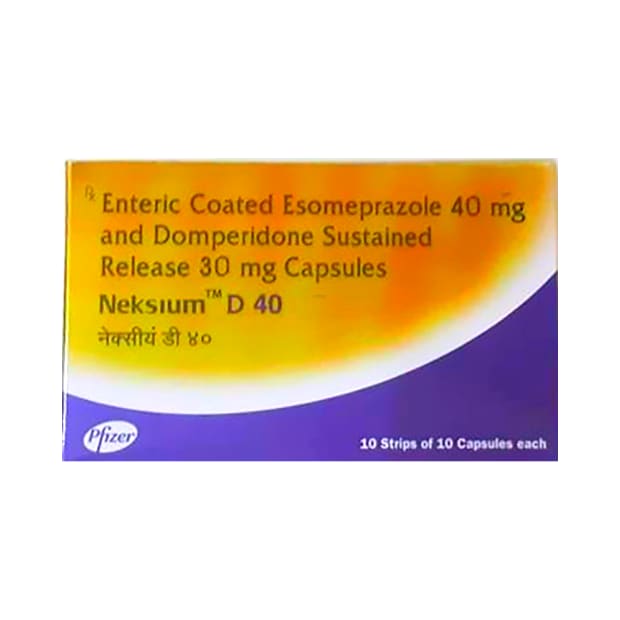 Rx Enteric Coated Esomeprazole 40 mg
and Domperidone Sustained
Release 30 mg Capsules
Neksium™ D 40
नेक्सीयं डी ४०
Pfizer
10 Strips of 10 Capsules each